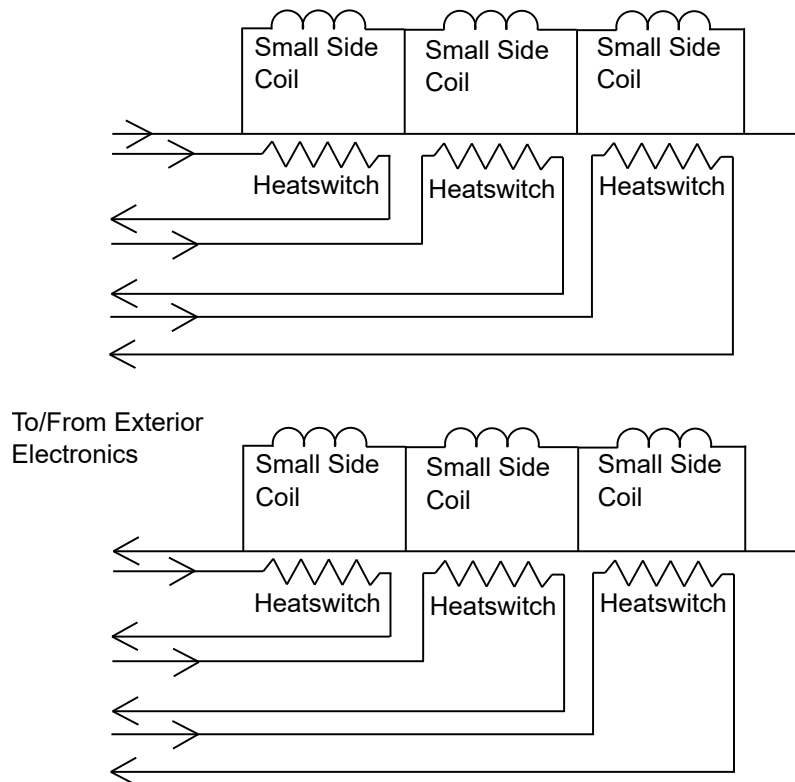 Small Side
Coil
Small Side
Coil
Small Side
Coil
Heatswitch
Heatswitch
Heatswitch
To/From Exterior
Electronics
Small Side
Coil
Small Side
Coil
Small Side
Coil
Heatswitch
Heatswitch
Heatswitch